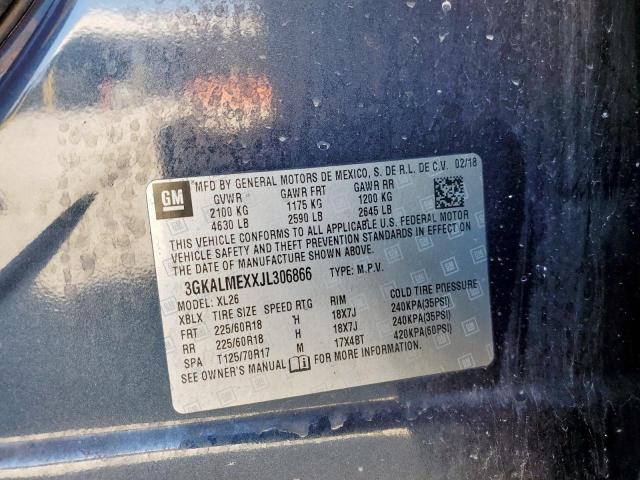 GM
MFD BY GENERAL MOTORS DE MEXICO, S. DE R.L. DE C.V. 02/18
GVWR GAWR FRT GAWR RR
2100 KG 1175 KG 1200 KG
4630 LB 2590 LB 2645 LB
THIS VEHICLE CONFORMS TO ALL APPLICABLE U.S. FEDERAL MOTOR
VEHICLE SAFETY AND THEFT PREVENTION STANDARDS IN EFFECT ON
THE DATE OF MANUFACTURE SHOWN ABOVE.
3GKALMEXXJL306866 TYPE: M.P.V.
MODEL: XL26
XBLX TIRE SIZE SPEED RTG RIM COLD TIRE PRESSURE
FRT 225/60R18 H 18X7J 240KPA(35PSI)
RR 225/60R18 H 18X7J 240KPA(35PSI)
SPA T125/70R17 M 17X4BT 420KPA(60PSI)
SEE OWNER'S MANUAL FOR MORE INFORMATION